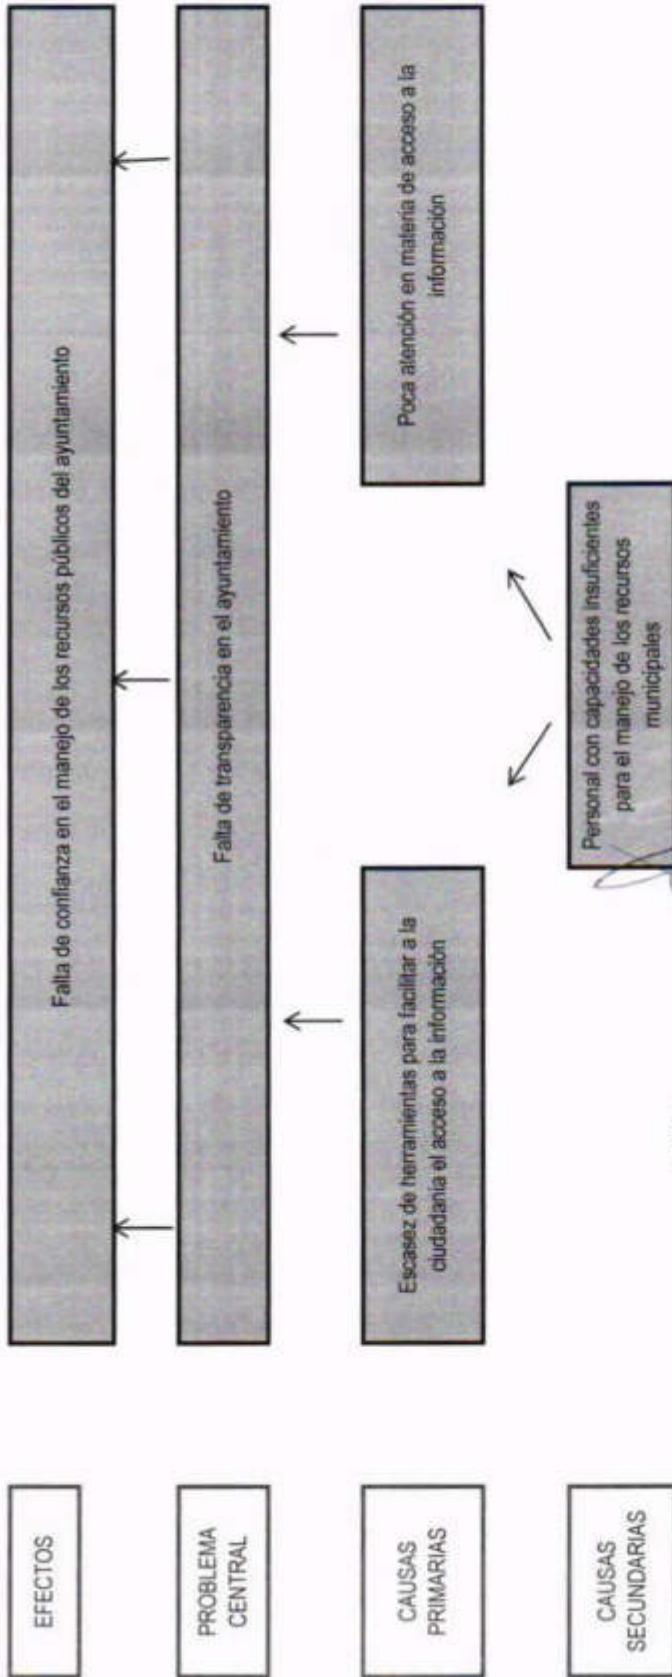 EFECTOS
Falta de confianza en el manejo de los recursos públicos del ayuntamiento
PROBLEMA
CENTRAL
Falta de transparencia en el ayuntamiento
CAUSAS
PRIMARIAS
Escasez de herramientas para facilitar a la
ciudadanía el acceso a la información
Poca atención en materia de acceso a la
información
CAUSAS
SECUNDARIAS
Personal con capacidades insuficientes
para el manejo de los recursos
municipales